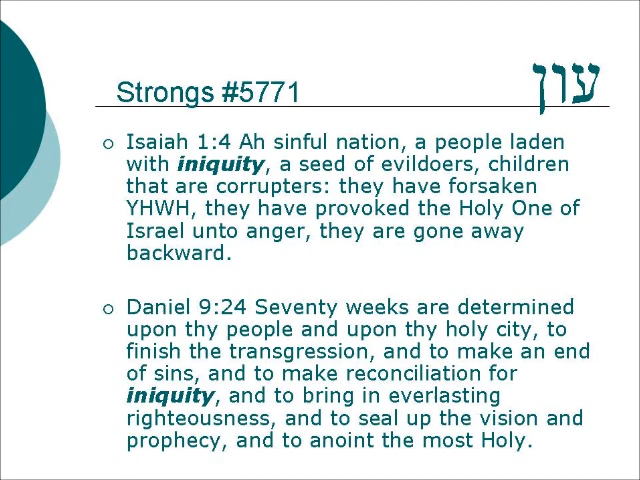 Strongs #5771 עון
Isaiah 1:4 Ah sinful nation, a people laden
with iniquity, a seed of evildoers, children
that are corrupters: they have forsaken
YHWH, they have provoked the Holy One of
Israel unto anger, they are gone away
backward.
Daniel 9:24 Seventy weeks are determined
upon thy people and upon thy holy city, to
finish the transgression, and to make an end
of sins, and to make reconciliation for
iniquity, and to bring in everlasting
righteousness, and to seal up the vision and
prophecy, and to anoint the most Holy.